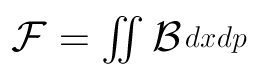 ℱ = ∬ ℬ dxdp